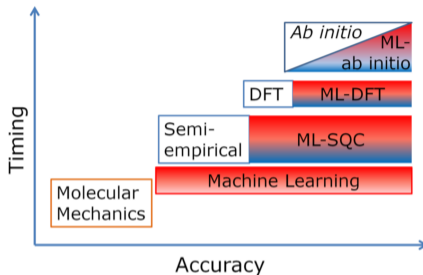 Ab initio
ML-
ab initio
DFT
ML-DFT
Semi-
empirical
ML-SQC
Machine Learning
Molecular
Mechanics
Timing
Accuracy